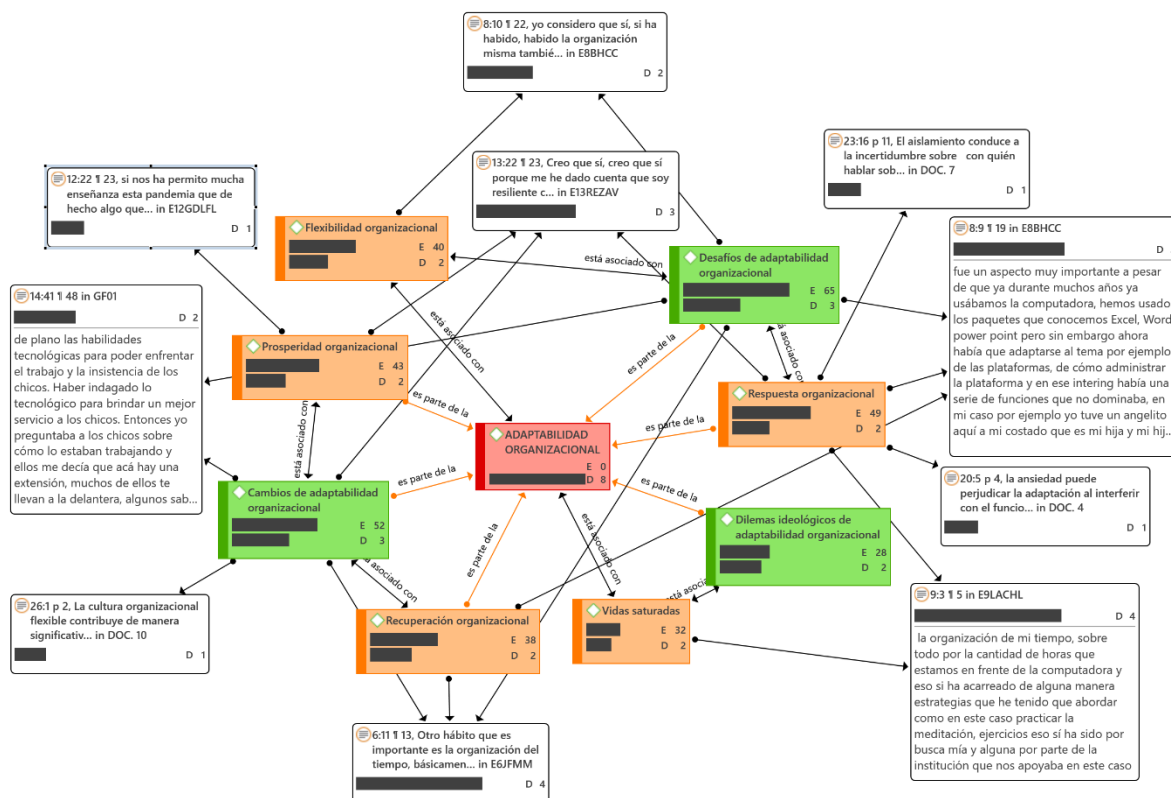 8:10 ¶ 22, yo considero que sí, si ha
habido, habido la organización
misma tambié... in E8BHCC
D 2
13:22 ¶ 23, Creo que sí, creo que sí
porque me he dado cuenta que soy
resiliente c... in E13REZAV
D 3
23:16 p 11, El aislamiento conduce a
la incertidumbre sobre con quién
hablar sob... in DOC. 7
D 1
12:22 ¶ 23, si nos ha permito mucha
enseñanza esta pandemia que de
hecho algo que... in E12GDLFL
D 1
Flexibilidad organizacional
E 40
D 2
está asociado con
Desafíos de adaptabilidad
organizacional
E 65
D 3
8:9 ¶ 19 in E8BHCC
D
fue un aspecto muy importante a pesar
de que ya durante muchos años ya
usábamos la computadora, hemos usado
los paquetes que conocemos Excel, Word
power point pero sin embargo ahora
había que adaptarse al tema por ejemplo
de las plataformas, de cómo administrar
la plataforma y en ese intering había una
serie de funciones que no dominaba, en
mi caso por ejemplo yo tuve un angelito
aquí a mi costado que es mi hija y mi hij...
14:41 ¶ 48 in GF01
D 2
de plano las habilidades
tecnológicas para poder enfrentar
el trabajo y la insistencia de los
chicos. Haber indagado lo
tecnológico para brindar un mejor
servicio a los chicos. Entonces yo
preguntaba a los chicos sobre
cómo lo estaban trabajando y
ellos me decía que acá hay una
extensión, muchos de ellos te
llevan a la delantera, algunos sab...
está asociado con
Prosperidad organizacional
E 43
D 2
es parte de la
está asociado con
Respuesta organizacional
E 49
D 2
es parte de la
es parte de la
está asociado con
ADAPTABILIDAD
ORGANIZACIONAL
E 0
D 8
Cambios de adaptabilidad
organizacional
E 52
D 3
es parte de la
es parte de la
20:5 p 4, la ansiedad puede
perjudicar la adaptación al interferir
con el funcio... in DOC. 4
D 1
Dilemas ideológicos de
adaptabilidad organizacional
E 28
D 2
está asociado con
es parte de la
está asociado con
26:1 p 2, La cultura organizacional
flexible contribuye de manera
significativ... in DOC. 10
D 1
Recuperación organizacional
E 38
D 2
Vidas saturadas
E 32
D 2
9:3 ¶ 5 in E9LACHL
D 4
la organización de mi tiempo, sobre
todo por la cantidad de horas que
estamos en frente de la computadora y
eso si ha acarreado de alguna manera
estrategias que he tenido que abordar
como en este caso practicar la
meditación, ejercicios eso sí ha sido por
busca mía y alguna por parte de la
institución que nos apoyaba en este caso
6:11 ¶ 13, Otro hábito que es
importante es la organización del
tiempo, básicamen... in E6JFMM
D 4